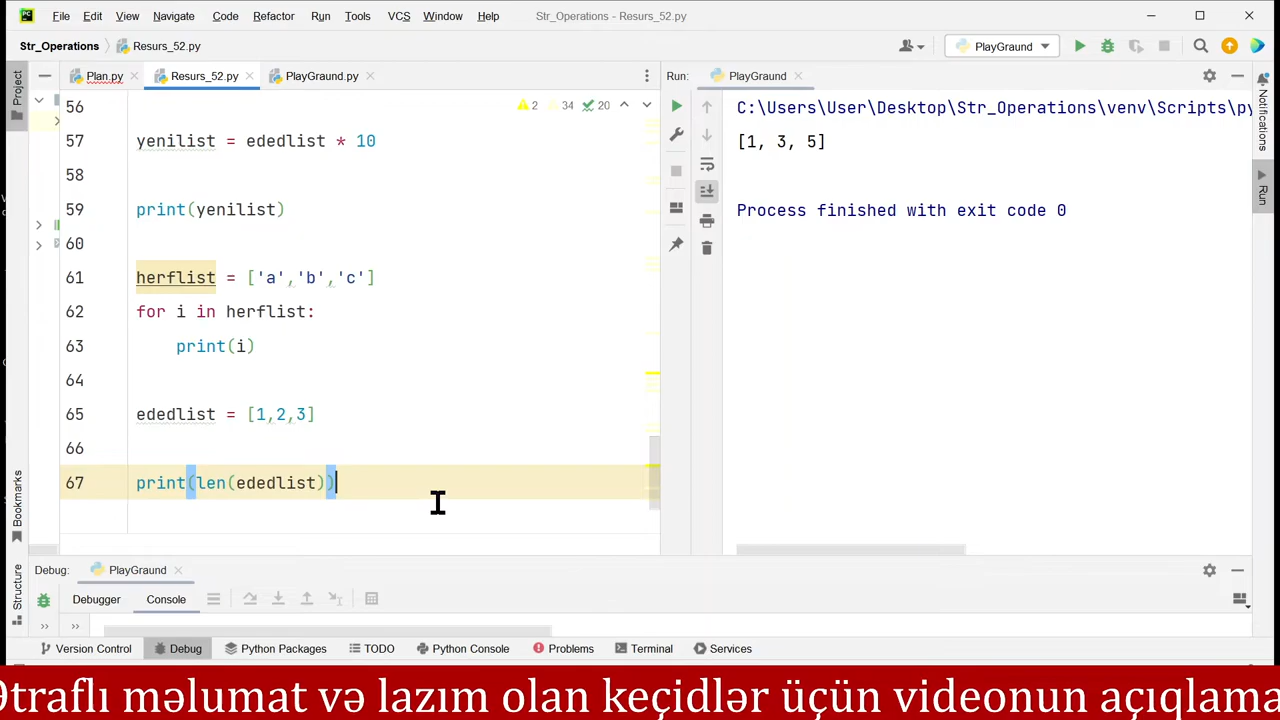 File Edit View Navigate Code Refactor Run Tools VCS Window Help Str_Operations - Resurs_52.py
Str_Operations Resurs_52.py PlayGround
Project Plan.py Resurs_52.py PlayGround.py Run: PlayGround
2 34 20
56
57 yenilist = ededlist * 10
58
59 print(yenilist)
60
61 herflist = ['a','b','c']
62 for i in herflist:
63 print(i)
64
65 ededlist = [1,2,3]
66
67 print(len(ededlist))
C:\Users\User\Desktop\Str_Operations\venv\Scripts\py
[1, 3, 5]
Process finished with exit code 0
Notifications
Run
Bookmarks
Structure
Debug: PlayGround
Debugger Console
Version Control Debug Python Packages TODO Python Console Problems Terminal Services
Ətraflı məlumat və lazım olan keçidlər üçün videonun açıqlama